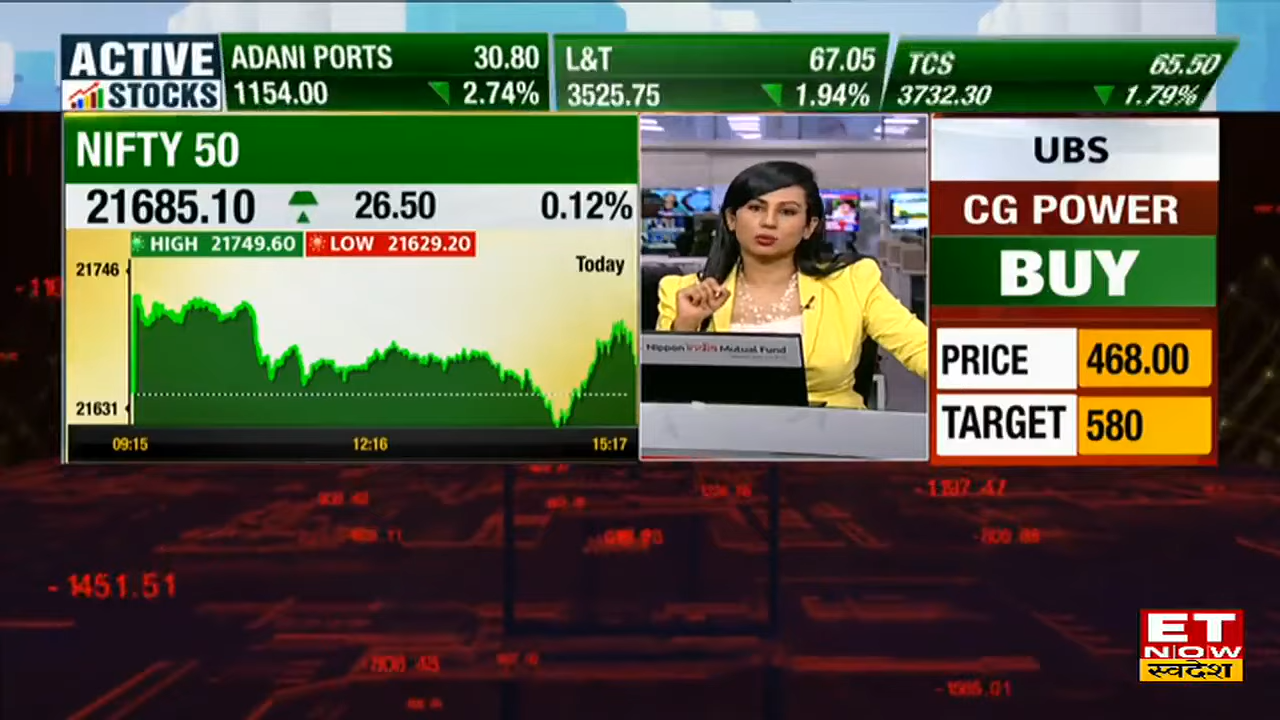 ACTIVE
STOCKS
ADANI PORTS 30.80
1154.00 2.74%
L&T 67.05
3525.75 1.94%
TCS 65.50
3732.30 1.79%
NIFTY 50
21685.10 26.50 0.12%
HIGH 21749.60 LOW 21629.20
Today
21746
21631
09:15 12:16 15:17
Nippon india Mutual Fund
UBS
CG POWER
BUY
PRICE 468.00
TARGET 580
-1197.47
- 1451.51
ET
NOW
स्वदेश